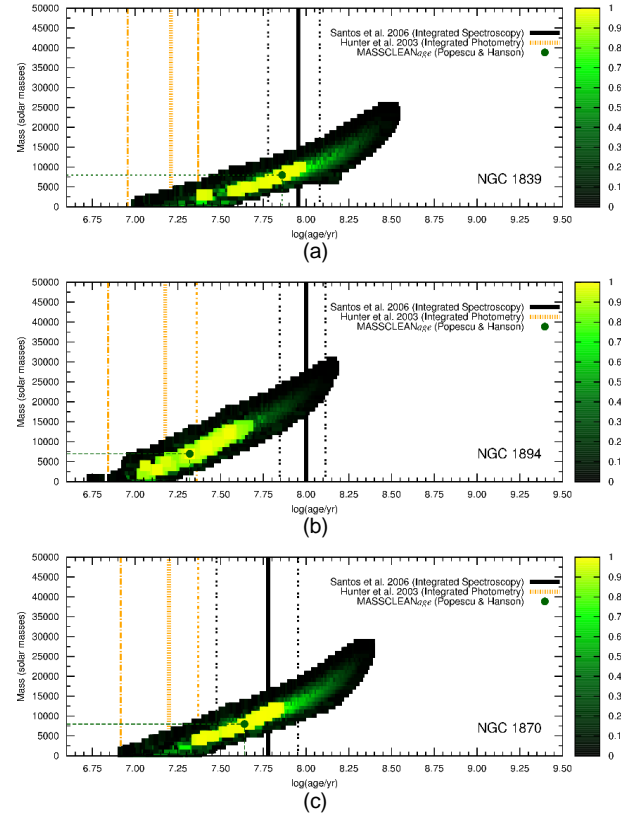 50000
45000
40000
35000
30000
25000
20000
15000
10000
5000
0
Mass (solar masses)
Santos et al. 2006 (Integrated Spectroscopy)
Hunter et al. 2003 (Integrated Photometry)
MASSCLEANage (Popescu & Hanson)
NGC 1839
6.75 7.00 7.25 7.50 7.75 8.00 8.25 8.50 8.75 9.00 9.25 9.50
log(age/yr)
1
0.9
0.8
0.7
0.6
0.5
0.4
0.3
0.2
0.1
0
(a)
50000
45000
40000
35000
30000
25000
20000
15000
10000
5000
0
Mass (solar masses)
Santos et al. 2006 (Integrated Spectroscopy)
Hunter et al. 2003 (Integrated Photometry)
MASSCLEANage (Popescu & Hanson)
NGC 1894
6.75 7.00 7.25 7.50 7.75 8.00 8.25 8.50 8.75 9.00 9.25 9.50
log(age/yr)
1
0.9
0.8
0.7
0.6
0.5
0.4
0.3
0.2
0.1
0
(b)
50000
45000
40000
35000
30000
25000
20000
15000
10000
5000
0
Mass (solar masses)
Santos et al. 2006 (Integrated Spectroscopy)
Hunter et al. 2003 (Integrated Photometry)
MASSCLEANage (Popescu & Hanson)
NGC 1870
6.75 7.00 7.25 7.50 7.75 8.00 8.25 8.50 8.75 9.00 9.25 9.50
log(age/yr)
1
0.9
0.8
0.7
0.6
0.5
0.4
0.3
0.2
0.1
0
(c)